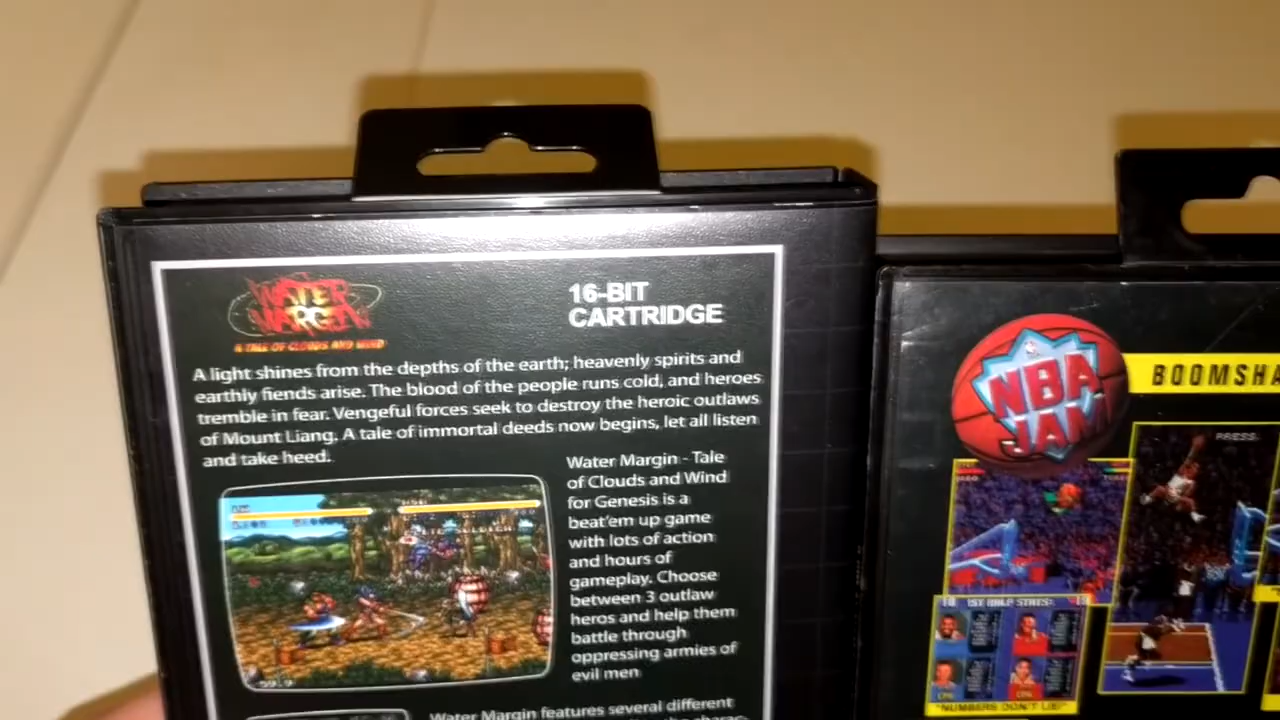 WATER
MARGIN
A TALE OF CLOUDS AND WIND
16-BIT
CARTRIDGE
A light shines from the depths of the earth; heavenly spirits and
earthly fiends arise. The blood of the people runs cold, and heroes
tremble in fear. Vengeful forces seek to destroy the heroic outlaws
of Mount Liang. A tale of immortal deeds now begins, let all listen
and take heed.
Water Margin - Tale
of Clouds and Wind
for Genesis is a
beat'em up game
with lots of action
and hours of
gameplay. Choose
between 3 outlaw
heros and help them
battle through
oppressing armies of
evil men
Water Margin features several different
NBA
JAM
BOOMSHA
PRESS
1ST HALF STATS:
"NUMBERS DON'T LIE!"